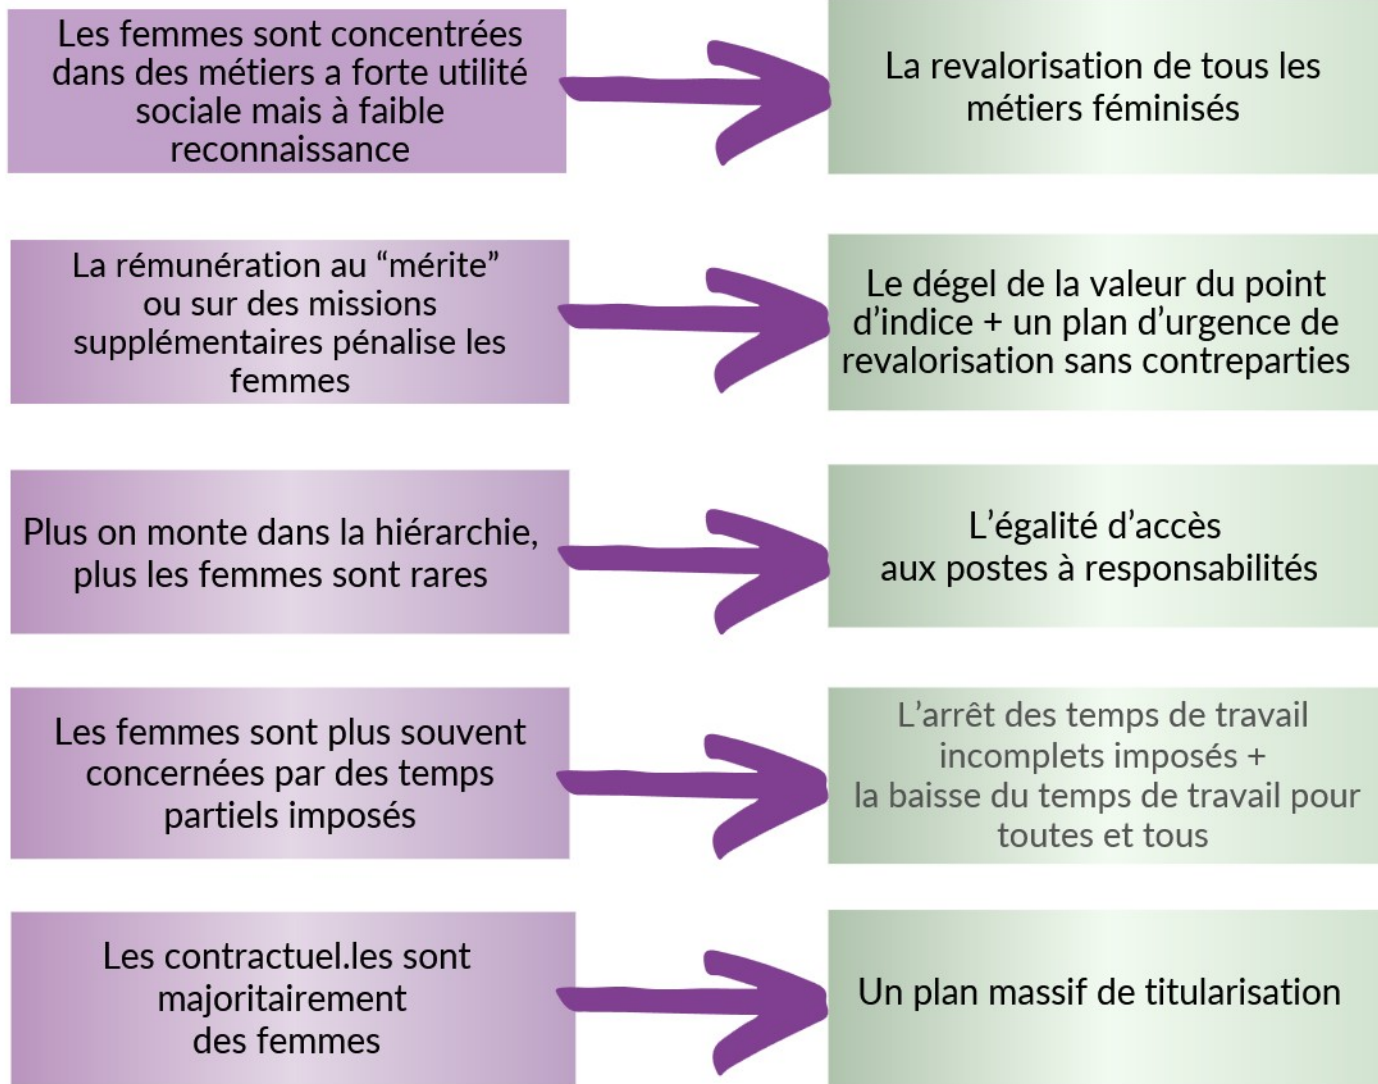 Les femmes sont concentrées
dans des métiers a forte utilité
sociale mais à faible
reconnaissance
La revalorisation de tous les
métiers féminisés
La rémunération au “mérite”
ou sur des missions
supplémentaires pénalise les
femmes
Le dégel de la valeur du point
d’indice + un plan d’urgence de
revalorisation sans contreparties
Plus on monte dans la hiérarchie,
plus les femmes sont rares
L’égalité d’accès
aux postes à responsabilités
Les femmes sont plus souvent
concernées par des temps
partiels imposés
L’arrêt des temps de travail
incomplets imposés +
la baisse du temps de travail pour
toutes et tous
Les contractuel.les sont
majoritairement
des femmes
Un plan massif de titularisation